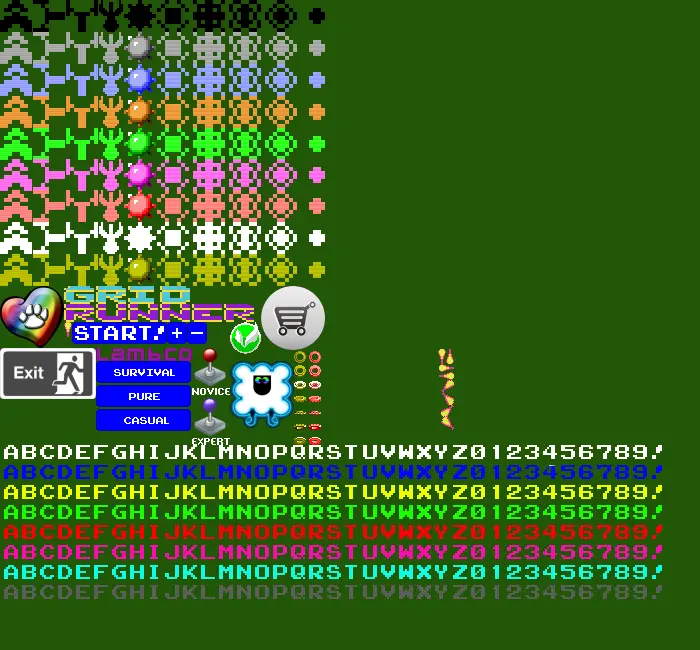 GRID
RUNNER
START! + -
Exit
Lambco
SURVIVAL
PURE
CASUAL
NOVICE
EXPERT
ABCDEFGHIJKLMNOPQRSTUVWXYZ0123456789.!
ABCDEFGHIJKLMNOPQRSTUVWXYZ0123456789.!
ABCDEFGHIJKLMNOPQRSTUVWXYZ0123456789.!
ABCDEFGHIJKLMNOPQRSTUVWXYZ0123456789.!
ABCDEFGHIJKLMNOPQRSTUVWXYZ0123456789.!
ABCDEFGHIJKLMNOPQRSTUVWXYZ0123456789.!
ABCDEFGHIJKLMNOPQRSTUVWXYZ0123456789.!
ABCDEFGHIJKLMNOPQRSTUVWXYZ0123456789.!